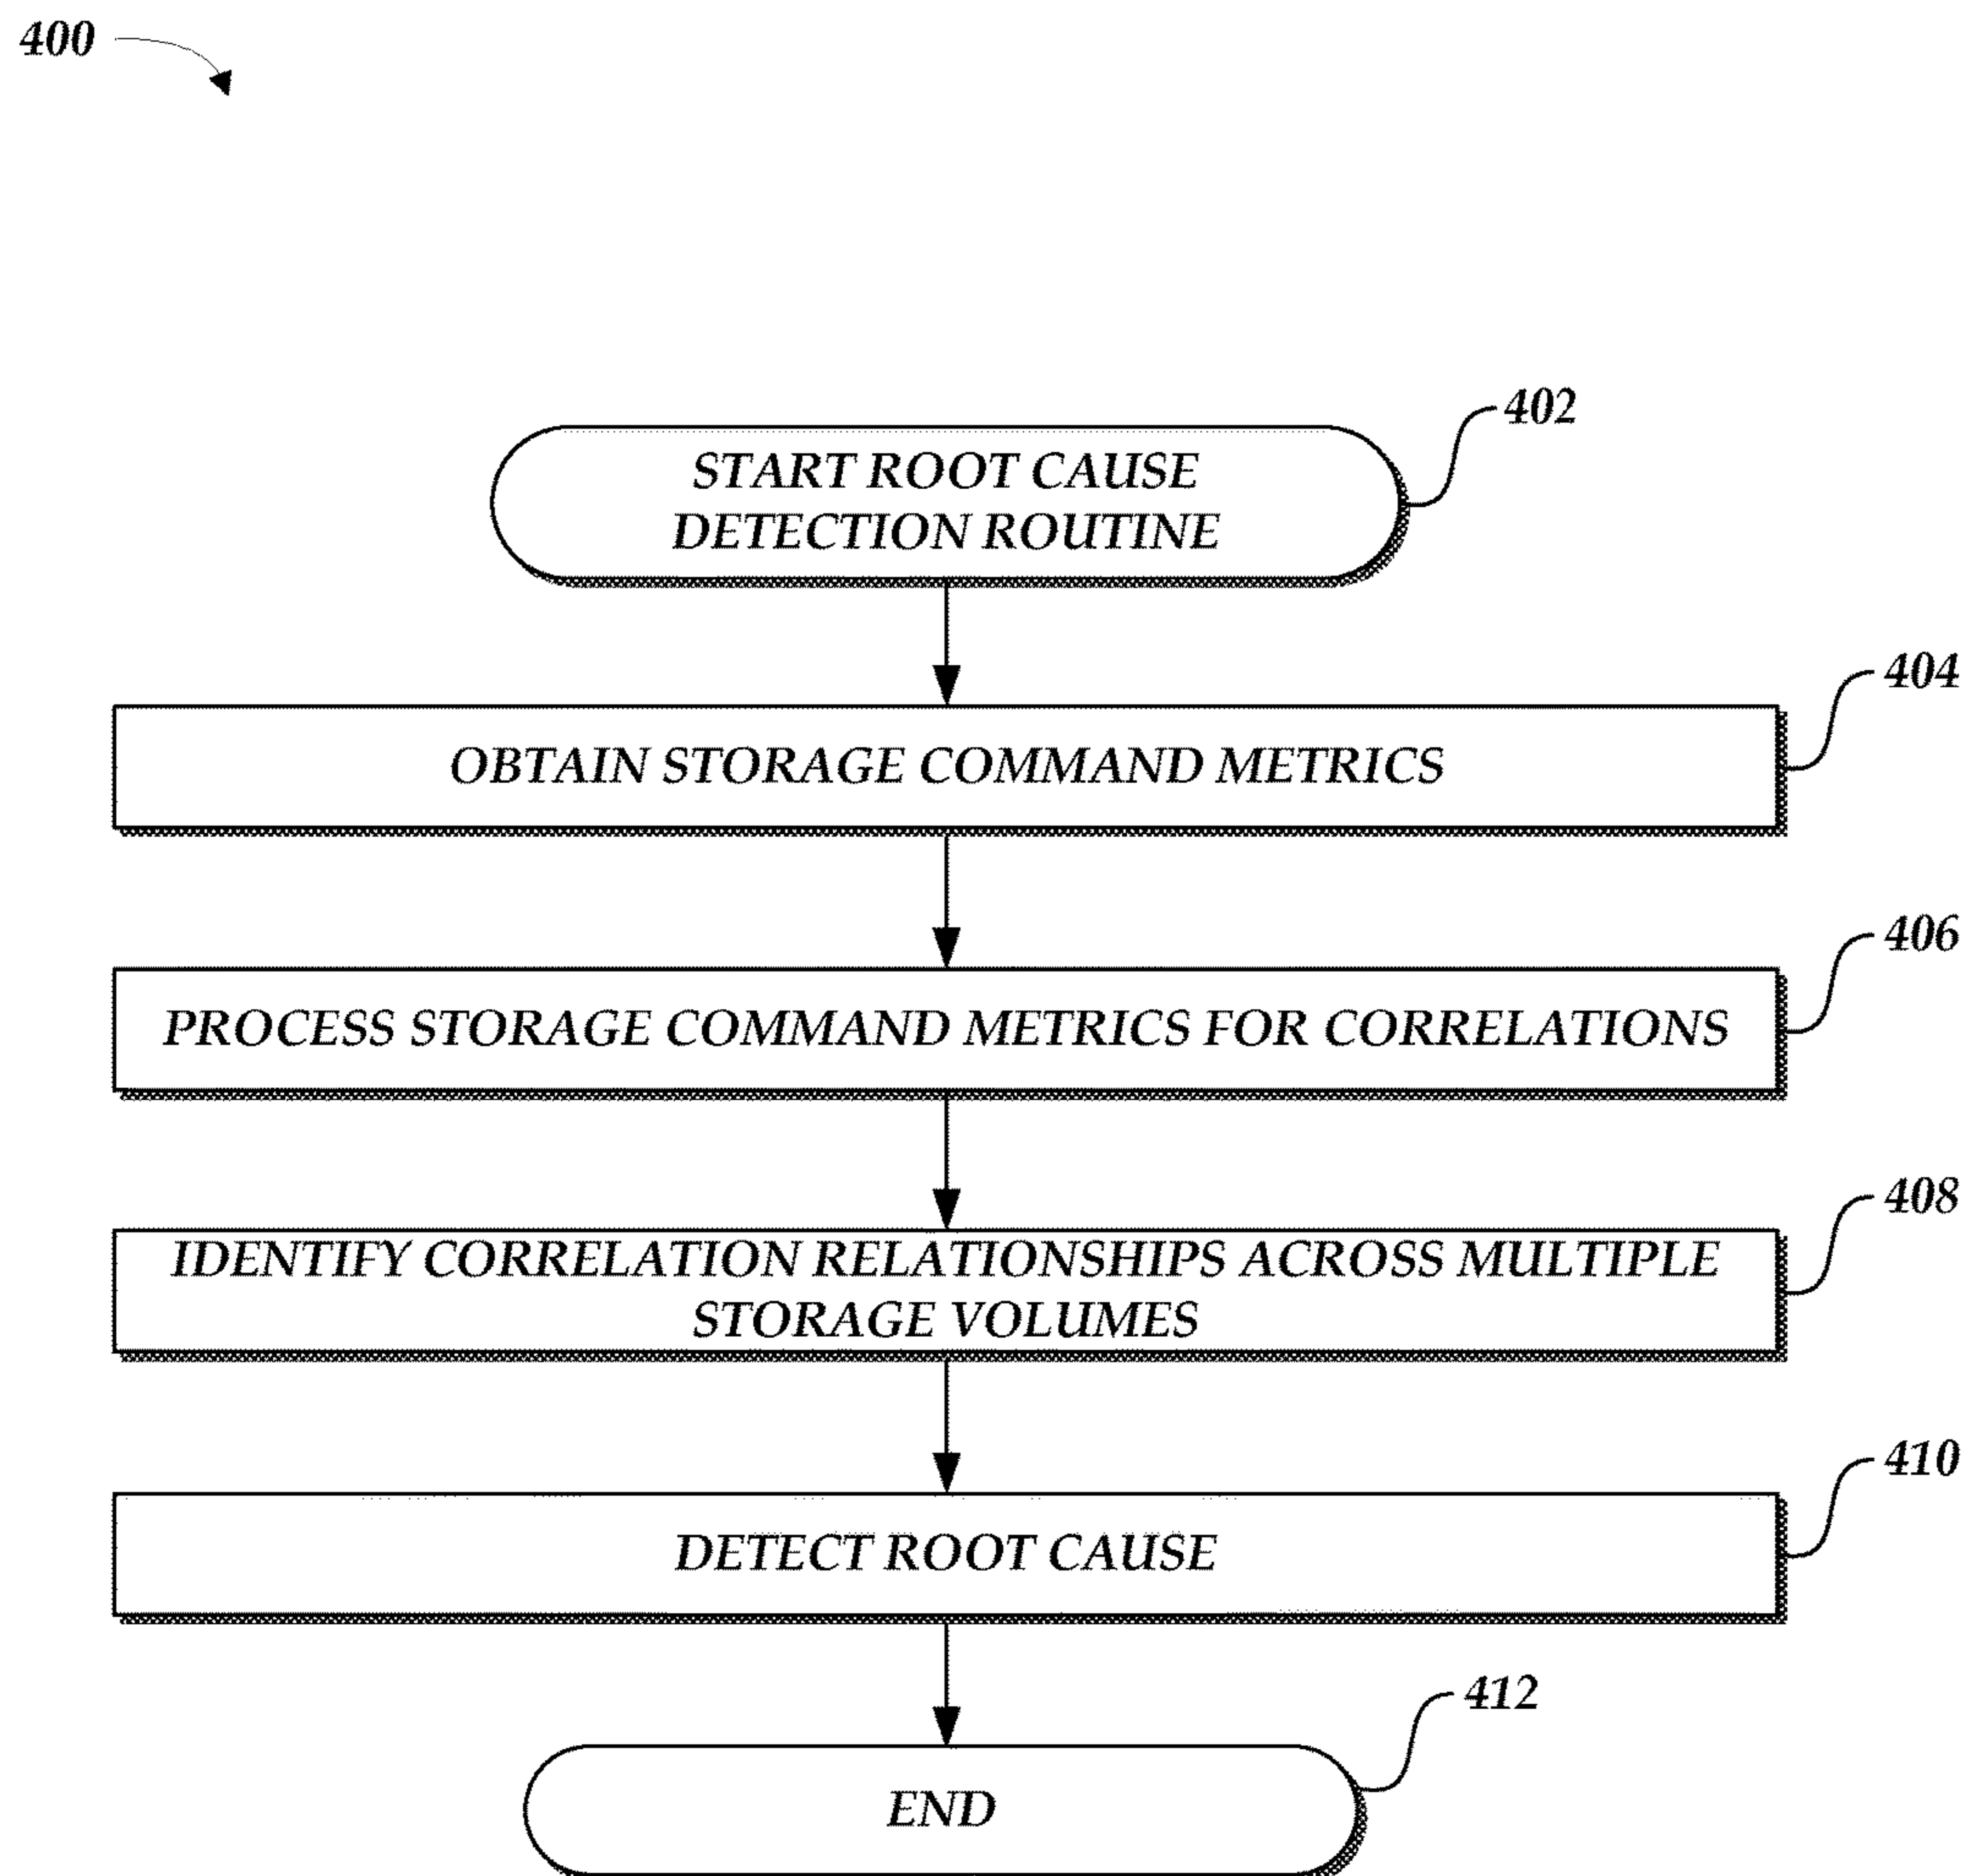 400
402
START ROOT CAUSE
DETECTION ROUTINE
404
OBTAIN STORAGE COMMAND METRICS
406
PROCESS STORAGE COMMAND METRICS FOR CORRELATIONS
408
IDENTIFY CORRELATION RELATIONSHIPS ACROSS MULTIPLE
STORAGE VOLUMES
410
DETECT ROOT CAUSE
412
END